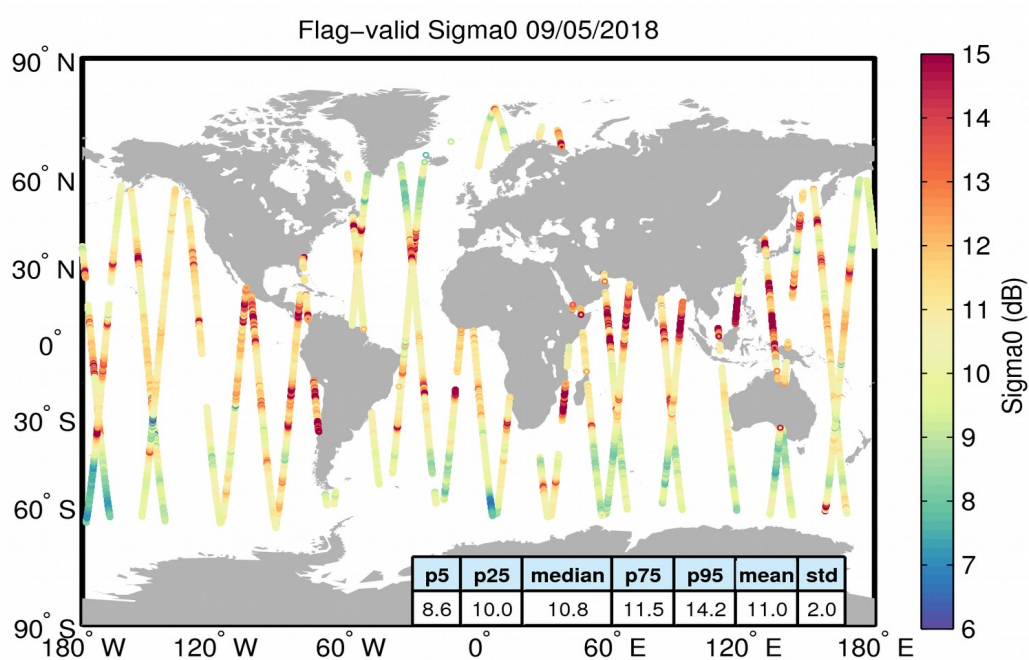 Flag−valid Sigma0 09/05/2018
90° N
60° N
30° N
0°
30° S
60° S
90° S
180° W
120° W
60° W
0°
60° E
120° E
180° E
15
14
13
12
11
10
9
8
7
6
Sigma0 (dB)
p5 p25 median p75 p95 mean std
8.6 10.0 10.8 11.5 14.2 11.0 2.0